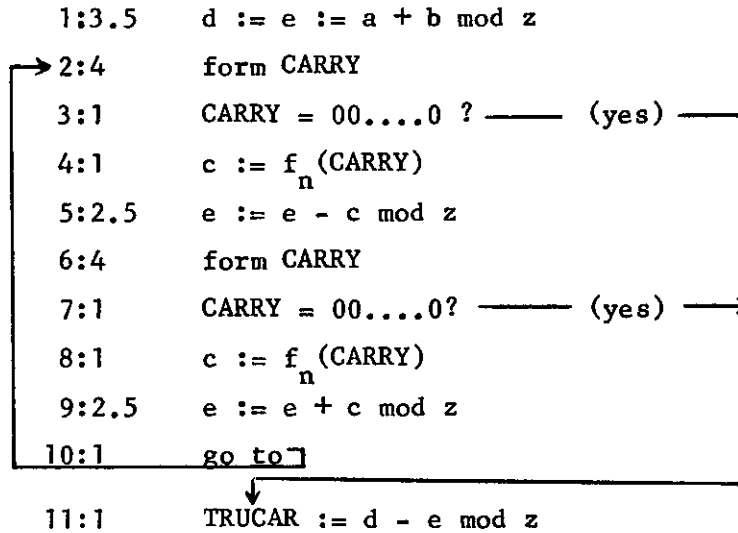 1:3.5 d := e := a + b mod z
2:4 form CARRY
3:1 CARRY = 00....0 ? (yes)
4:1 c := f_n(CARRY)
5:2.5 e := e - c mod z
6:4 form CARRY
7:1 CARRY = 00....0? (yes)
8:1 c := f_n(CARRY)
9:2.5 e := e + c mod z
10:1 go to
11:1 TRUCAR := d - e mod z